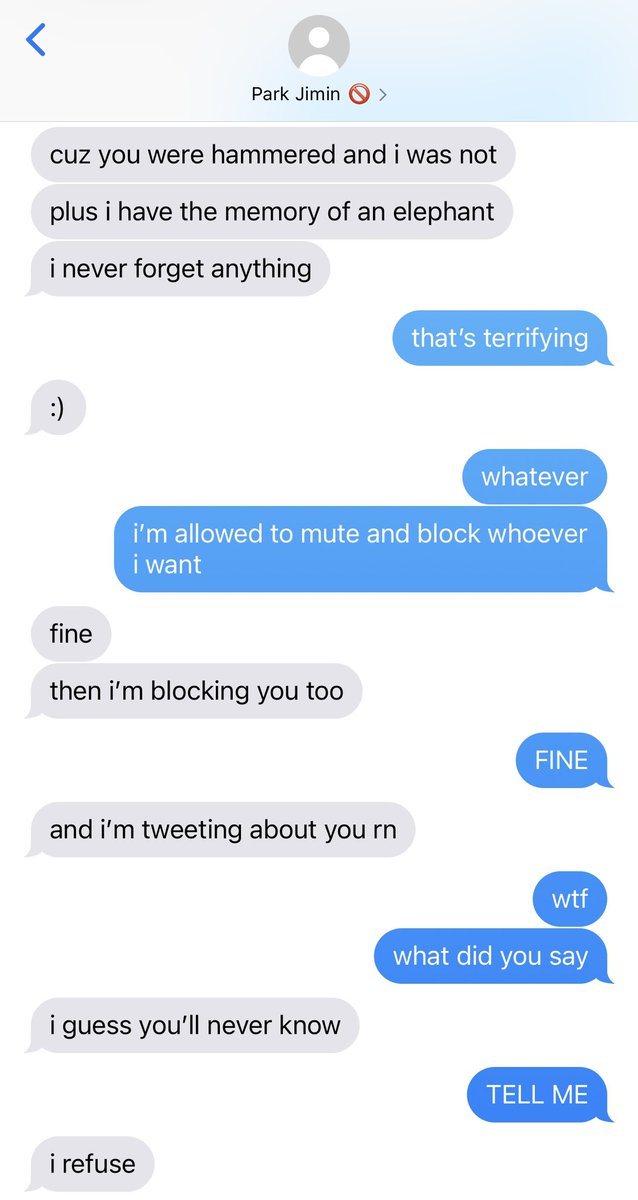 Park Jimin 🚫
cuz you were hammered and i was not
plus i have the memory of an elephant
i never forget anything
that’s terrifying
:)
whatever
i’m allowed to mute and block whoever
i want
fine
then i’m blocking you too
FINE
and i’m tweeting about you rn
wtf
what did you say
i guess you’ll never know
TELL ME
i refuse